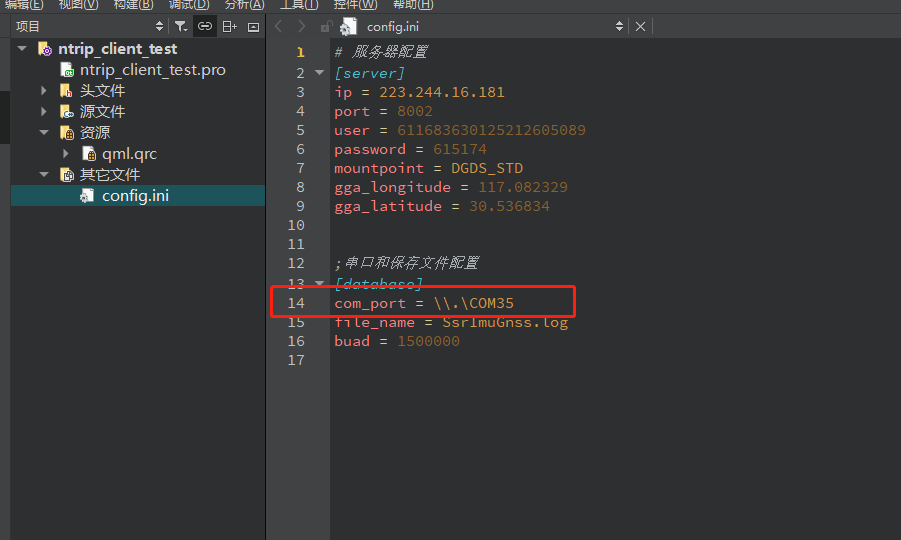 编辑(E) 视图(V) 构建(B) 调试(D) 分析(A) 工具(T) 控件(W) 帮助(H)
项目
config.ini
ntrip_client_test
ntrip_client_test.pro
头文件
源文件
资源
qml.qrc
其它文件
config.ini
1 # 服务器配置
2 [server]
3 ip = 223.244.16.181
4 port = 8002
5 user = 611683630125212605089
6 password = 615174
7 mountpoint = DGDS_STD
8 gga_longitude = 117.082329
9 gga_latitude = 30.536834
10
11
12 ;串口和保存文件配置
13 [database]
14 com_port = \\.\COM35
15 file_name = SsrImuGnss.log
16 buad = 1500000
17